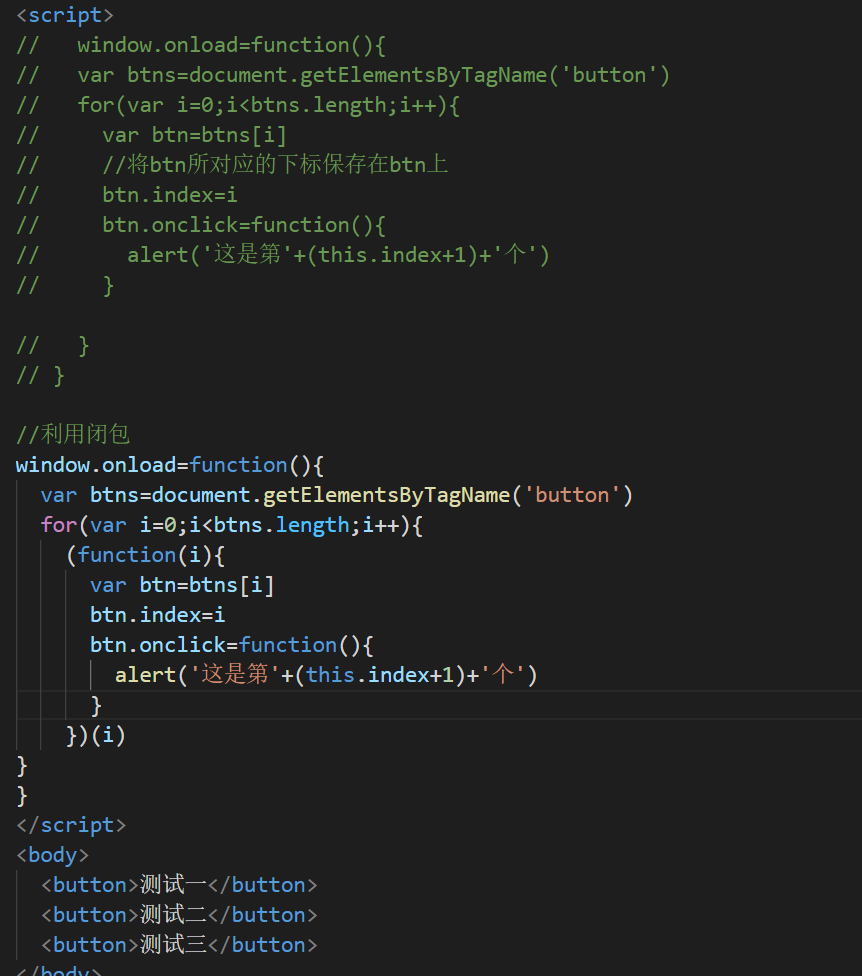 <script>
//   window.onload=function(){
//   var btns=document.getElementsByTagName('button')
//   for(var i=0;i<btns.length;i++){
//     var btn=btns[i]
//     //将btn所对应的下标保存在btn上
//     btn.index=i
//     btn.onclick=function(){
//       alert('这是第'+(this.index+1)+'个')
//     }
//   }
// }
//利用闭包
window.onload=function(){
  var btns=document.getElementsByTagName('button')
  for(var i=0;i<btns.length;i++){
    (function(i){
      var btn=btns[i]
      btn.index=i
      btn.onclick=function(){
        alert('这是第'+(this.index+1)+'个')
      }
    })(i)
}
}
</script>
<body>
  <button>测试一</button>
  <button>测试二</button>
  <button>测试三</button>
</body>